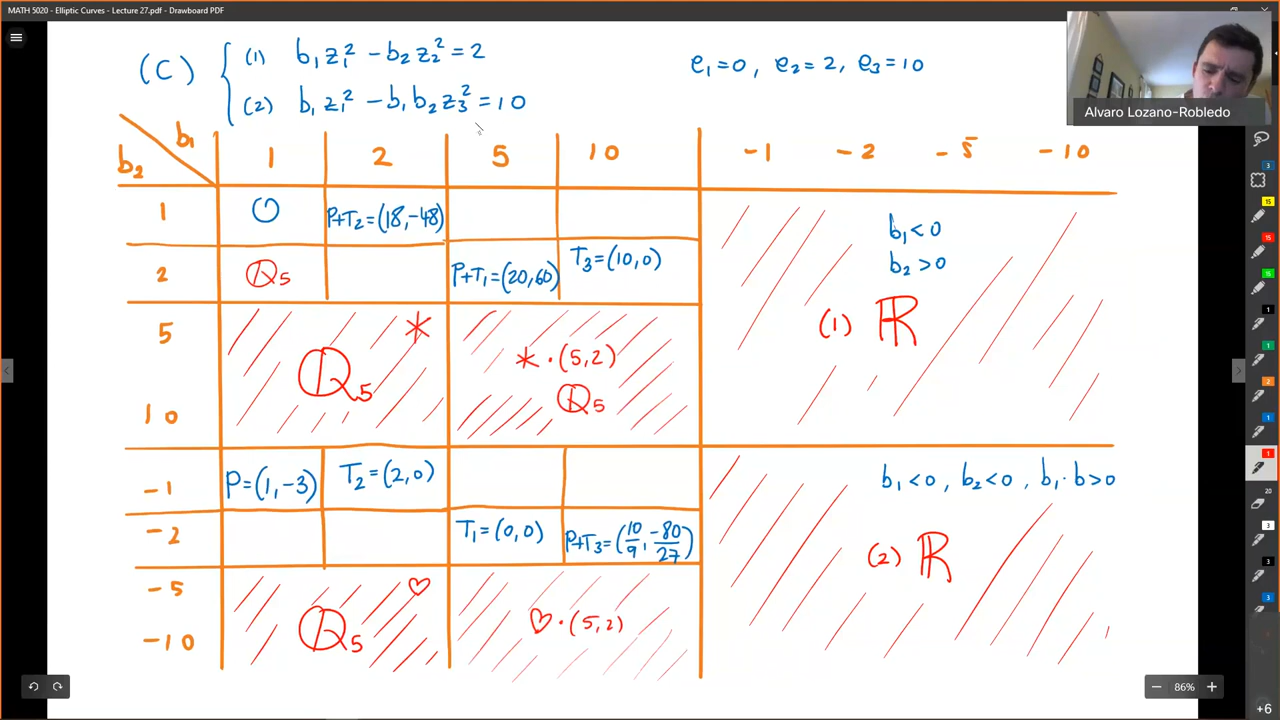 MATH 5020 - Elliptic Curves - Lecture 27.pdf - Drawboard PDF
Alvaro Lozano-Robledo
(C) { (1) b₁z₁² - b₂z₂² = 2
(2) b₁z₁² - b₁b₂z₃² = 10
e₁=0, e₂=2, e₃=10
b₂ \ b₁ 1 2 5 10 -1 -2 -5 -10
1 O P+T₂=(18,-48)
2 ℚ₅ P+T₁=(20,60) T₃=(10,0)
b₁<0
b₂>0
(1) ℝ
5 * *·(5,2)
ℚ₅ ℚ₅
10
-1 P=(1,-3) T₂=(2,0)
b₁<0, b₂<0, b₁·b>0
-2 T₁=(0,0) P+T₃=(10/9, -80/27)
(2) ℝ
-5 ♡
ℚ₅ ♡·(5,2)
-10
86%
+6